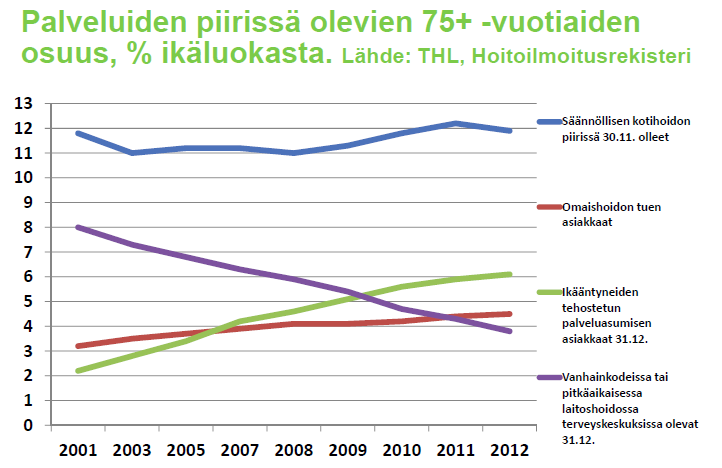 Palveluiden piirissä olevien 75+ -vuotiaiden
osuus, % ikäluokasta. Lähde: THL, Hoitoilmoitusrekisteri
13
12
11
10
9
8
7
6
5
4
3
2
1
0
2001 2003 2005 2007 2008 2009 2010 2011 2012
Säännöllisen kotihoidon
piirissä 30.11. olleet
Omaishoidon tuen
asiakkaat
Ikääntyneiden
tehostetun
palveluasumisen
asiakkaat 31.12.
Vanhainkodeissa tai
pitkäaikaisessa
laitoshoidossa
terveyskeskuksissa olevat
31.12.